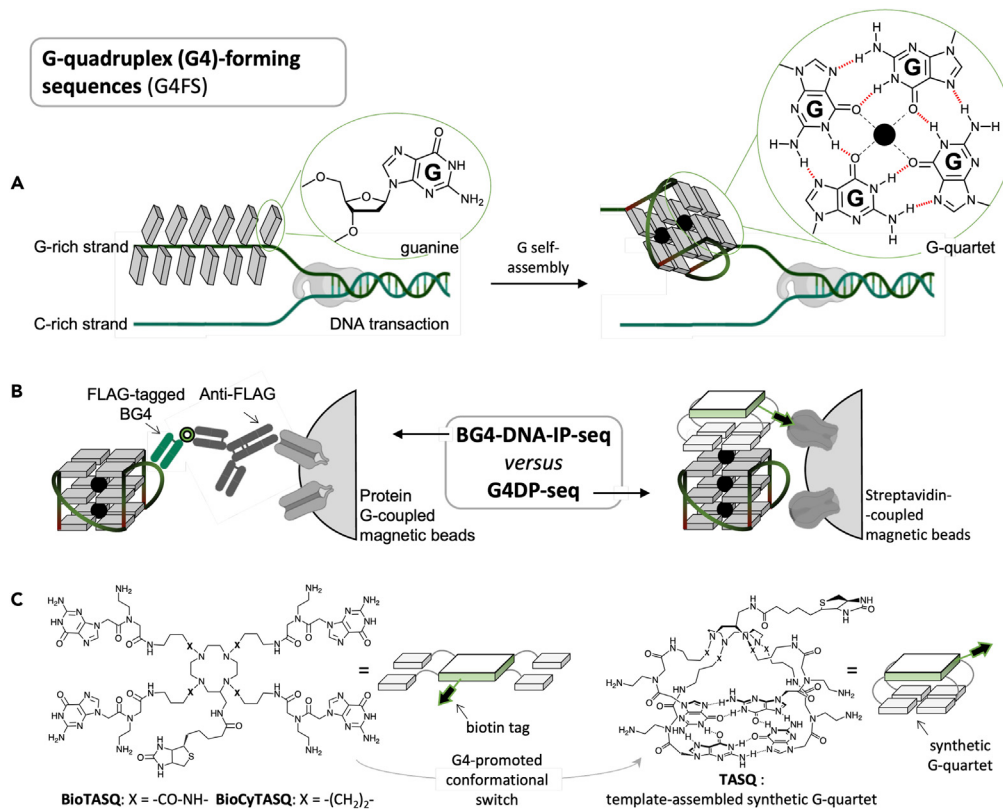 G-quadruplex (G4)-forming
sequences (G4FS)
A
G-rich strand
C-rich strand
guanine
DNA transaction
G self-
assembly
G-quartet
B
FLAG-tagged
BG4
Anti-FLAG
Protein
G-coupled
magnetic beads
BG4-DNA-IP-seq
versus
G4DP-seq
Streptavidin-
-coupled
magnetic beads
C
biotin tag
G4-promoted
conformational
switch
BioTASQ: X = -CO-NH- BioCyTASQ: X = -(CH₂)₂-
TASQ :
template-assembled synthetic G-quartet
synthetic
G-quartet